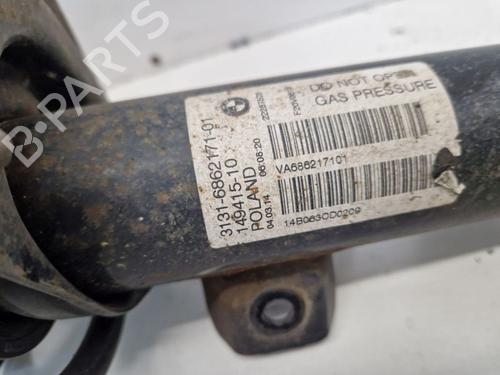 3131-6862171-01
149415-10
POLAND
04.03.14 06:08:20
DO NOT OPEN
GAS PRESSURE
VA686217101
14B063OD0209
B-PARTS